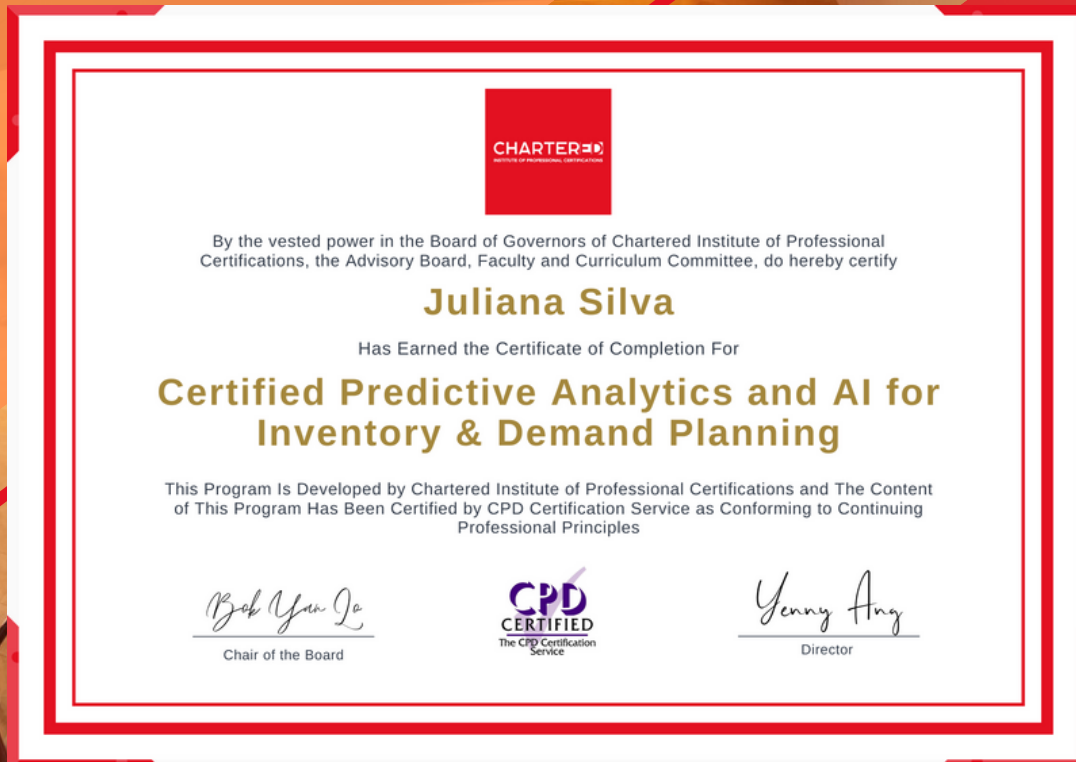 CHARTERED
INSTITUTE OF PROFESSIONAL CERTIFICATIONS
By the vested power in the Board of Governors of Chartered Institute of Professional
Certifications, the Advisory Board, Faculty and Curriculum Committee, do hereby certify
Juliana Silva
Has Earned the Certificate of Completion For
Certified Predictive Analytics and AI for
Inventory & Demand Planning
This Program Is Developed by Chartered Institute of Professional Certifications and The Content
of This Program Has Been Certified by CPD Certification Service as Conforming to Continuing
Professional Principles
Bok Yan Lo
Chair of the Board
CPD
CERTIFIED
The CPD Certification
Service
Yenny Ang
Director